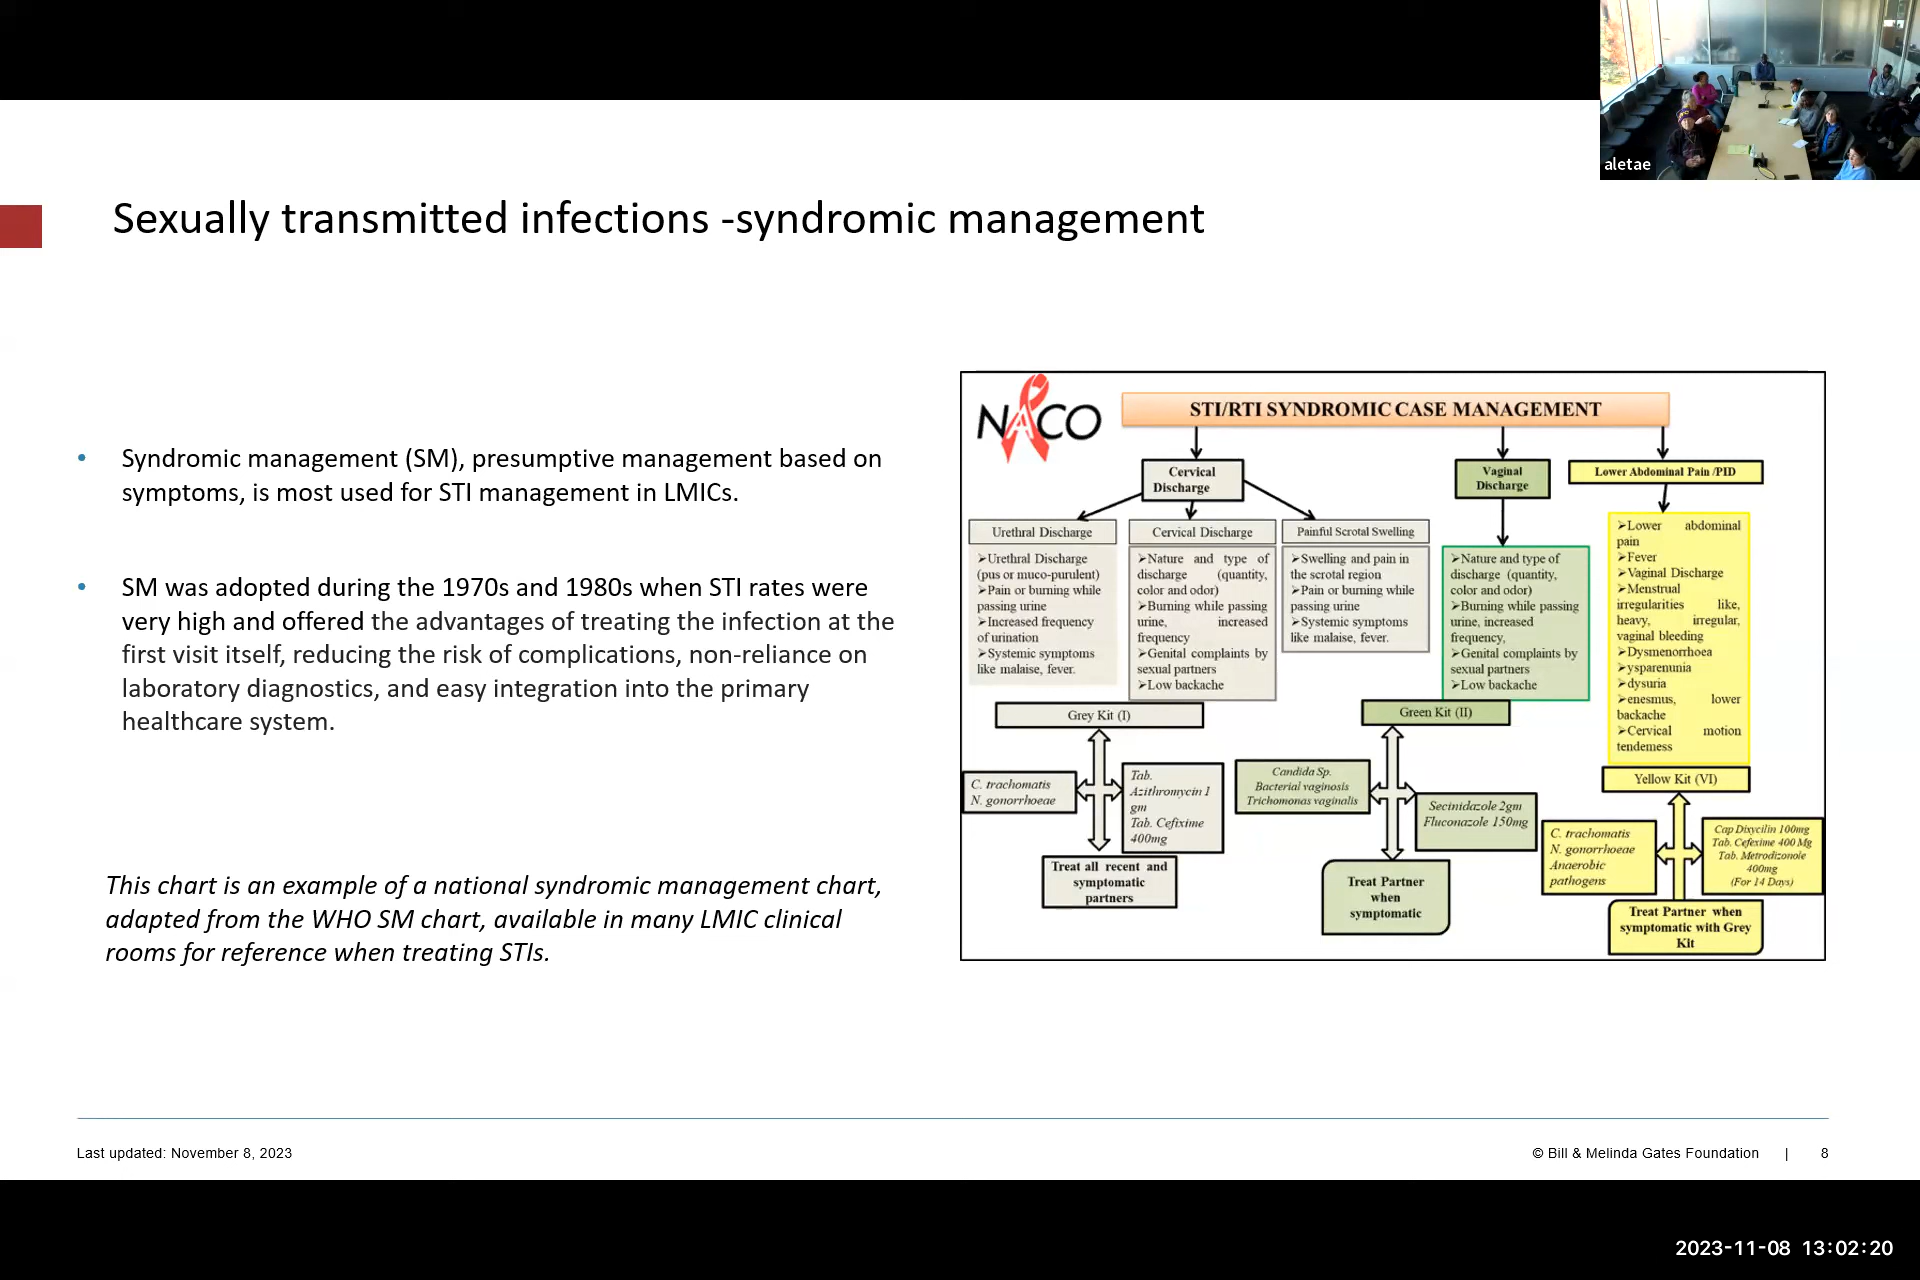 aletae
Sexually transmitted infections -syndromic management
• Syndromic management (SM), presumptive management based on
symptoms, is most used for STI management in LMICs.
• SM was adopted during the 1970s and 1980s when STI rates were
very high and offered the advantages of treating the infection at the
first visit itself, reducing the risk of complications, non-reliance on
laboratory diagnostics, and easy integration into the primary
healthcare system.
This chart is an example of a national syndromic management chart,
adapted from the WHO SM chart, available in many LMIC clinical
rooms for reference when treating STIs.
NACO
STI/RTI SYNDROMIC CASE MANAGEMENT
Cervical
Discharge
Vaginal
Discharge
Lower Abdominal Pain /PID
Urethral Discharge
➢Urethral Discharge
(pus or muco-purulent)
➢Pain or burning while
passing urine
➢Increased frequency
of urination
➢Systemic symptoms
like malaise, fever.
Cervical Discharge
➢Nature and type of
discharge (quantity,
color and odor)
➢Burning while passing
urine, increased
frequency
➢Genital complaints by
sexual partners
➢Low backache
Painful Scrotal Swelling
➢Swelling and pain in
the scrotal region
➢Pain or burning while
passing urine
➢Systemic symptoms
like malaise, fever.
➢Nature and type of
discharge (quantity,
color and odor)
➢Burning while passing
urine, increased
frequency,
➢Genital complaints by
sexual partners
➢Low backache
➢Lower abdominal
pain
➢Fever
➢Vaginal Discharge
➢Menstrual
irregularities like,
heavy, irregular,
vaginal bleeding
➢Dysmenorrhoea
➢ysparenunia
➢dysuria
➢enesmus, lower
backache
➢Cervical motion
tendemess
Grey Kit (I)
C. trachomatis
N. gonorrhoeae
Tab.
Azithromycin 1
gm
Tab. Cefixime
400mg
Treat all recent and
symptomatic
partners
Green Kit (II)
Candida Sp.
Bacterial vaginosis
Trichomonas vaginalis
Secinidazole 2gm
Fluconazole 150mg
Treat Partner
when
symptomatic
Yellow Kit (VI)
C. trachomatis
N. gonorrhoeae
Anaerobic
pathogens
Cap Dixycilin 100mg
Tab. Cefexime 400 Mg
Tab. Metrodizonole
400mg
(For 14 Days)
Treat Partner when
symptomatic with Grey
Kit
Last updated: November 8, 2023
© Bill & Melinda Gates Foundation | 8
2023-11-08 13:02:20